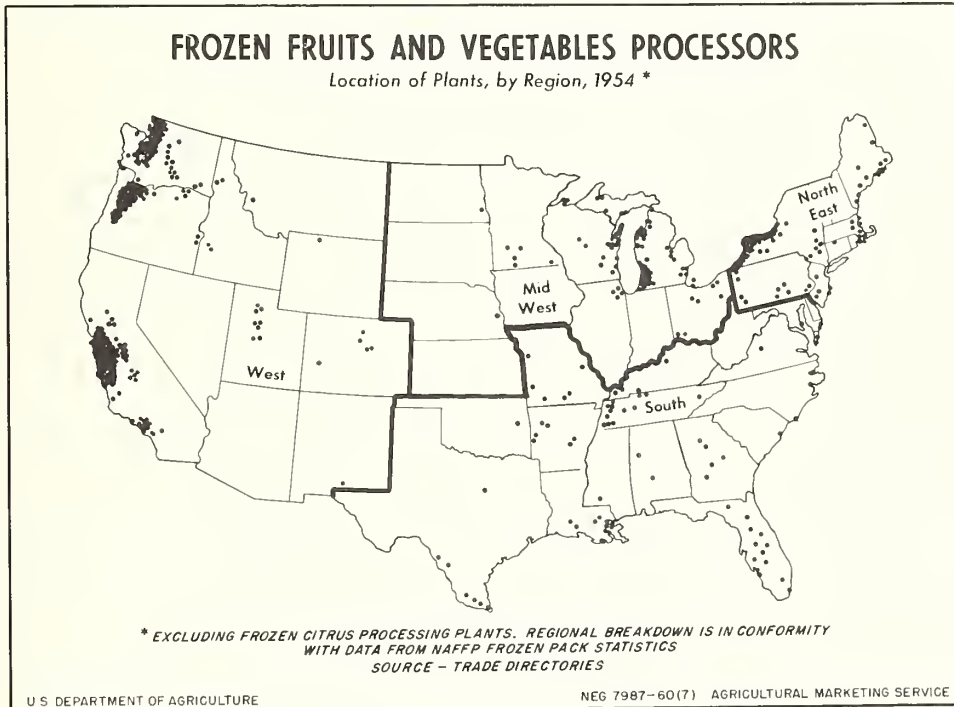 FROZEN FRUITS AND VEGETABLES PROCESSORS
Location of Plants, by Region, 1954 *
North
East
Mid
West
West
South
* EXCLUDING FROZEN CITRUS PROCESSING PLANTS. REGIONAL BREAKDOWN IS IN CONFORMITY
WITH DATA FROM NAFFP FROZEN PACK STATISTICS
SOURCE – TRADE DIRECTORIES
U S DEPARTMENT OF AGRICULTURE
NEG 7987–60(7) AGRICULTURAL MARKETING SERVICE